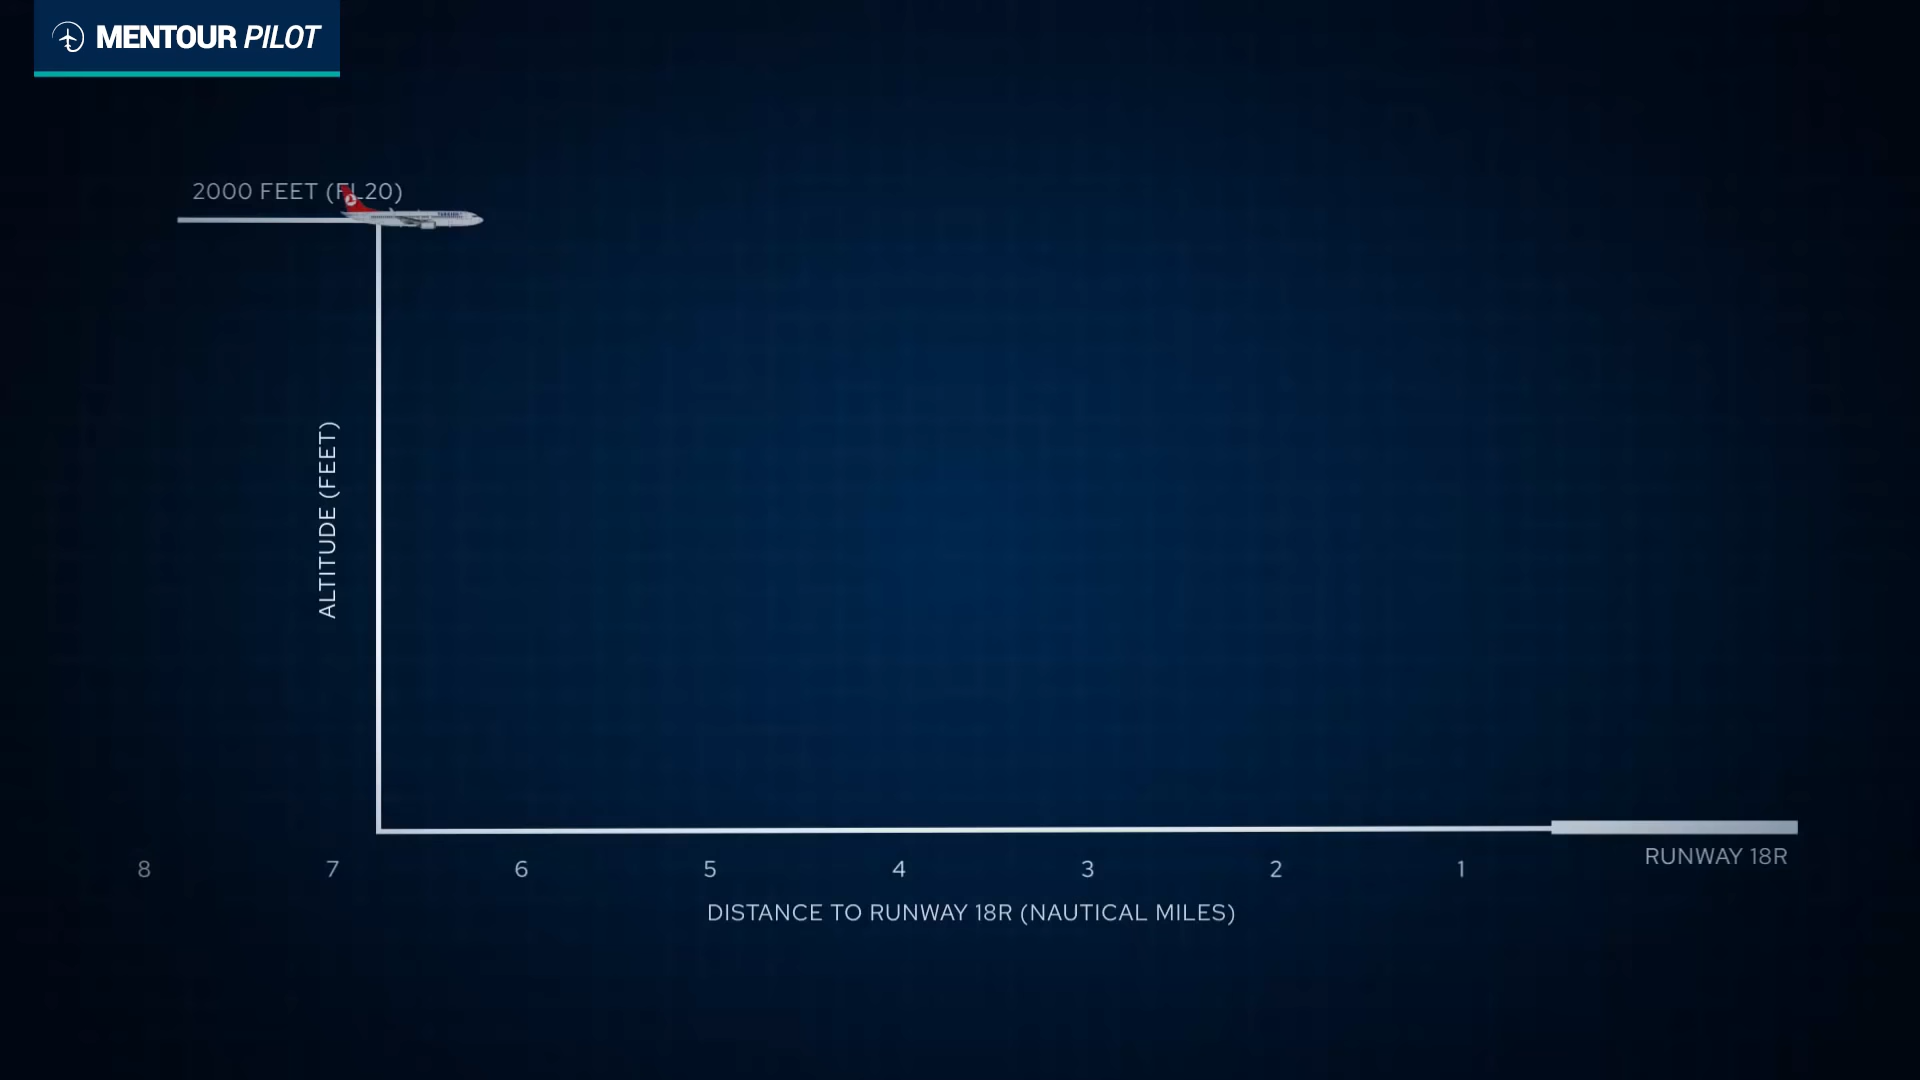 MENTOUR PILOT
2000 FEET (FL20)
ALTITUDE (FEET)
8 7 6 5 4 3 2 1
RUNWAY 18R
DISTANCE TO RUNWAY 18R (NAUTICAL MILES)